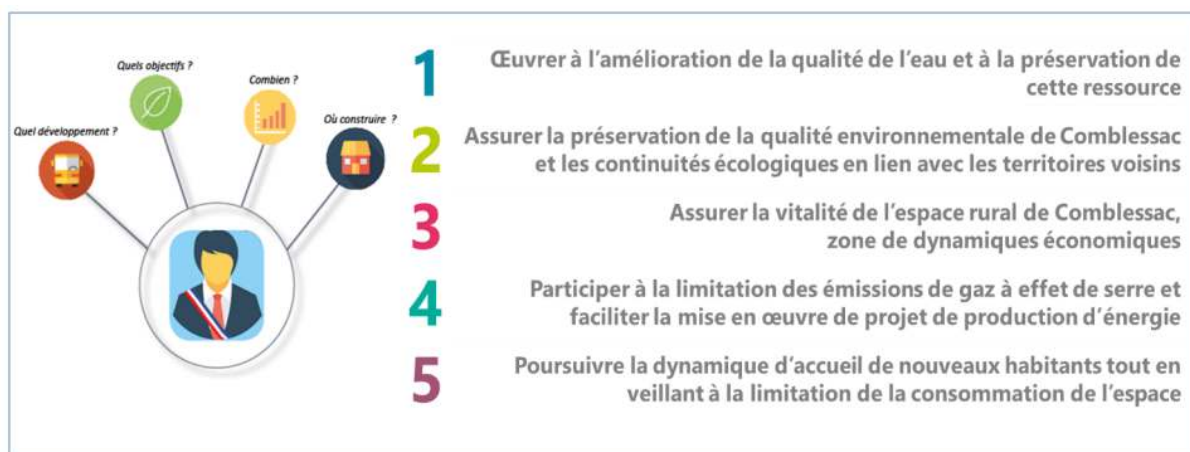 Quels objectifs ?
Combien ?
Quel développement ?
Où construire ?
1
Œuvrer à l'amélioration de la qualité de l'eau et à la préservation de
cette ressource
2
Assurer la préservation de la qualité environnementale de Comblessac
et les continuités écologiques en lien avec les territoires voisins
3
Assurer la vitalité de l'espace rural de Comblessac,
zone de dynamiques économiques
4
Participer à la limitation des émissions de gaz à effet de serre et
faciliter la mise en œuvre de projet de production d'énergie
5
Poursuivre la dynamique d'accueil de nouveaux habitants tout en
veillant à la limitation de la consommation de l'espace